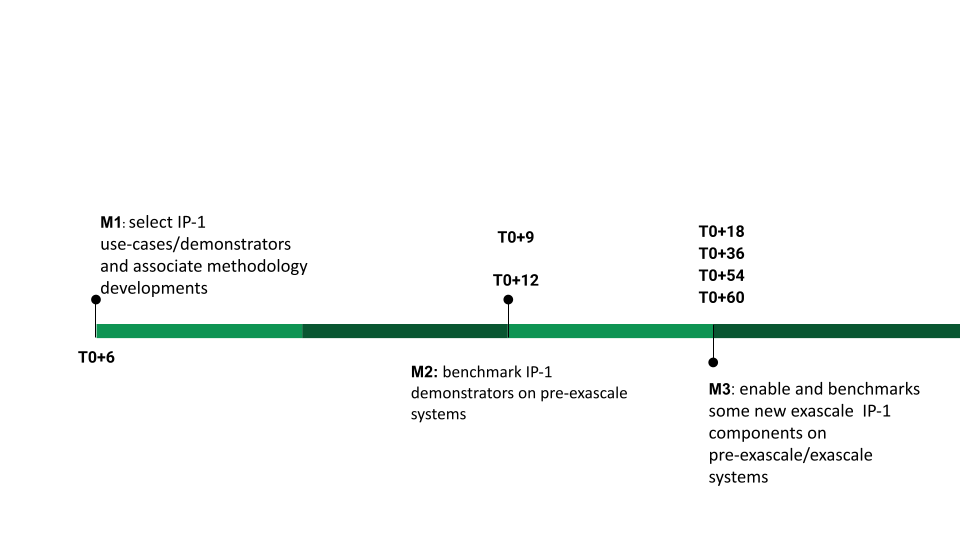 M1: select IP-1
use-cases/demonstrators
and associate methodology
developments
T0+6
T0+9
T0+12
M2: benchmark IP-1
demonstrators on pre-exascale
systems
T0+18
T0+36
T0+54
T0+60
M3: enable and benchmarks
some new exascale  IP-1
components on
pre-exascale/exascale
systems